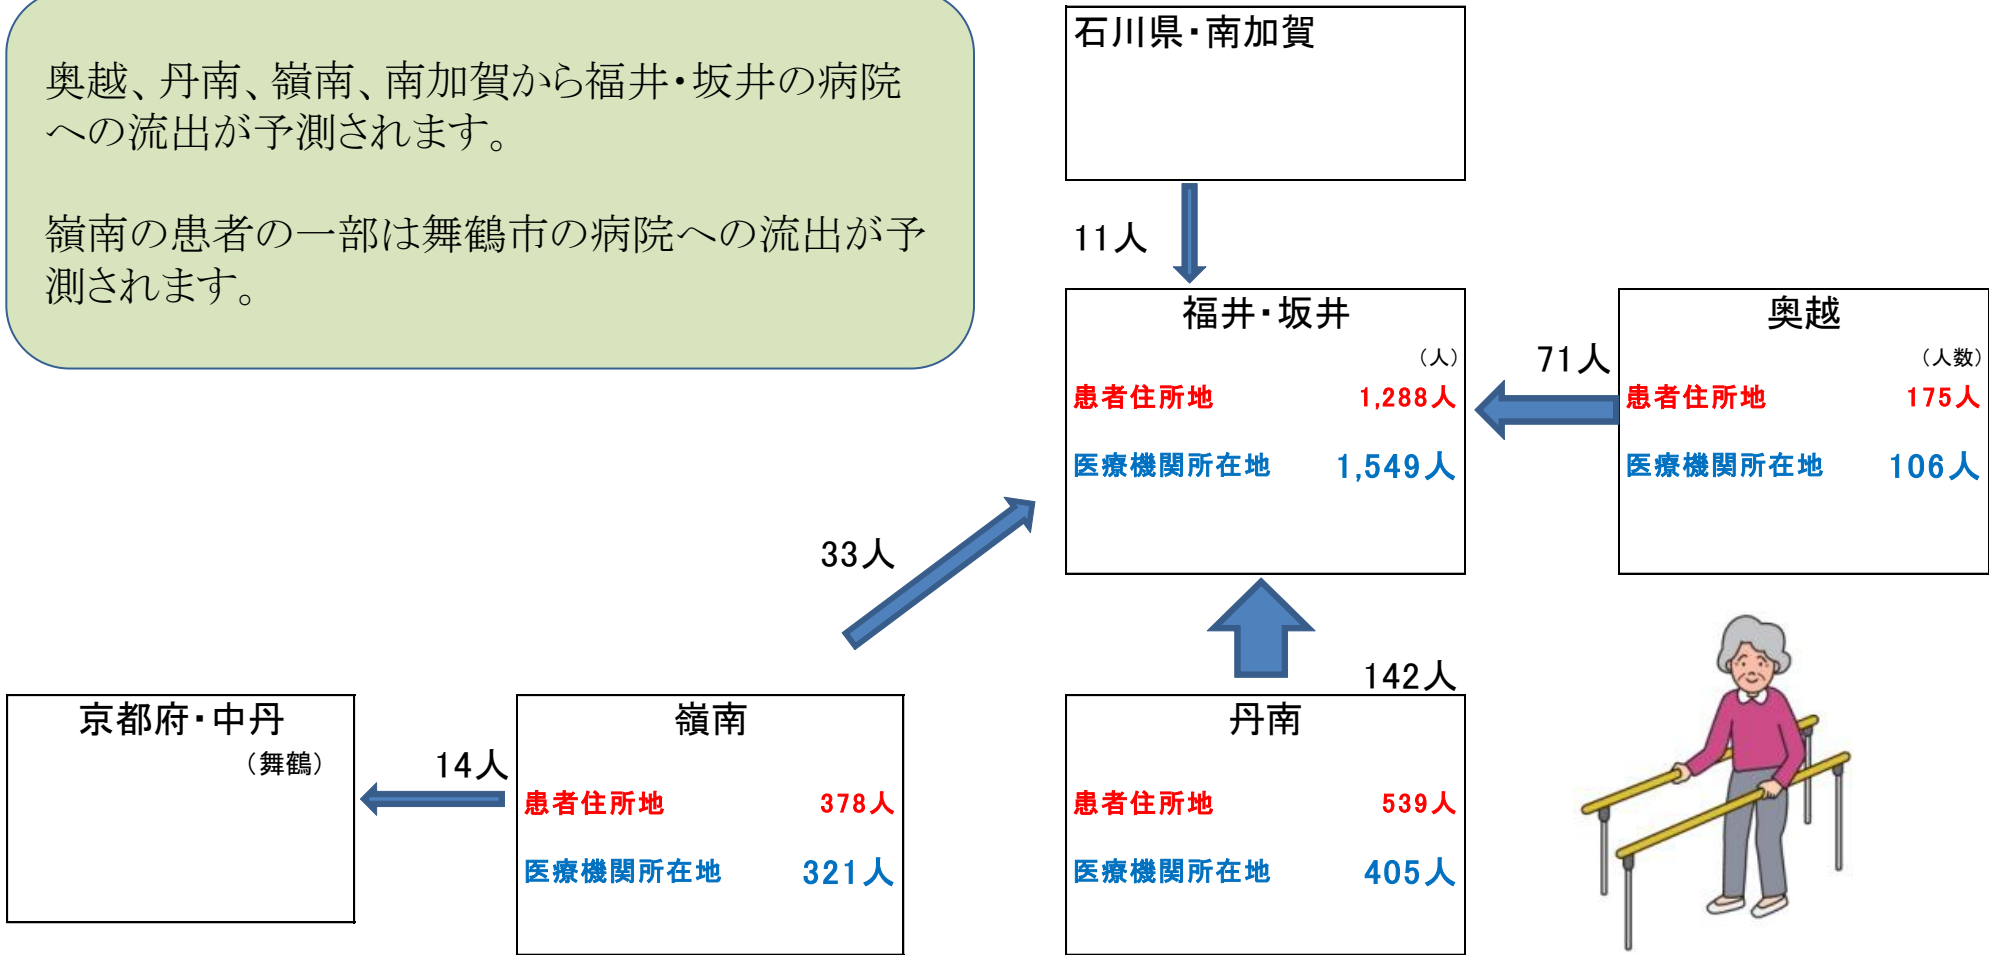 奥越、丹南、嶺南、南加賀から福井・坂井の病院
への流出が予測されます。
嶺南の患者の一部は舞鶴市の病院への流出が予
測されます。
石川県・南加賀
11人
福井・坂井
（人）
患者住所地 1,288人
医療機関所在地 1,549人
71人
奥越
（人数）
患者住所地 175人
医療機関所在地 106人
33人
142人
京都府・中丹
（舞鶴）
14人
嶺南
患者住所地 378人
医療機関所在地 321人
丹南
患者住所地 539人
医療機関所在地 405人